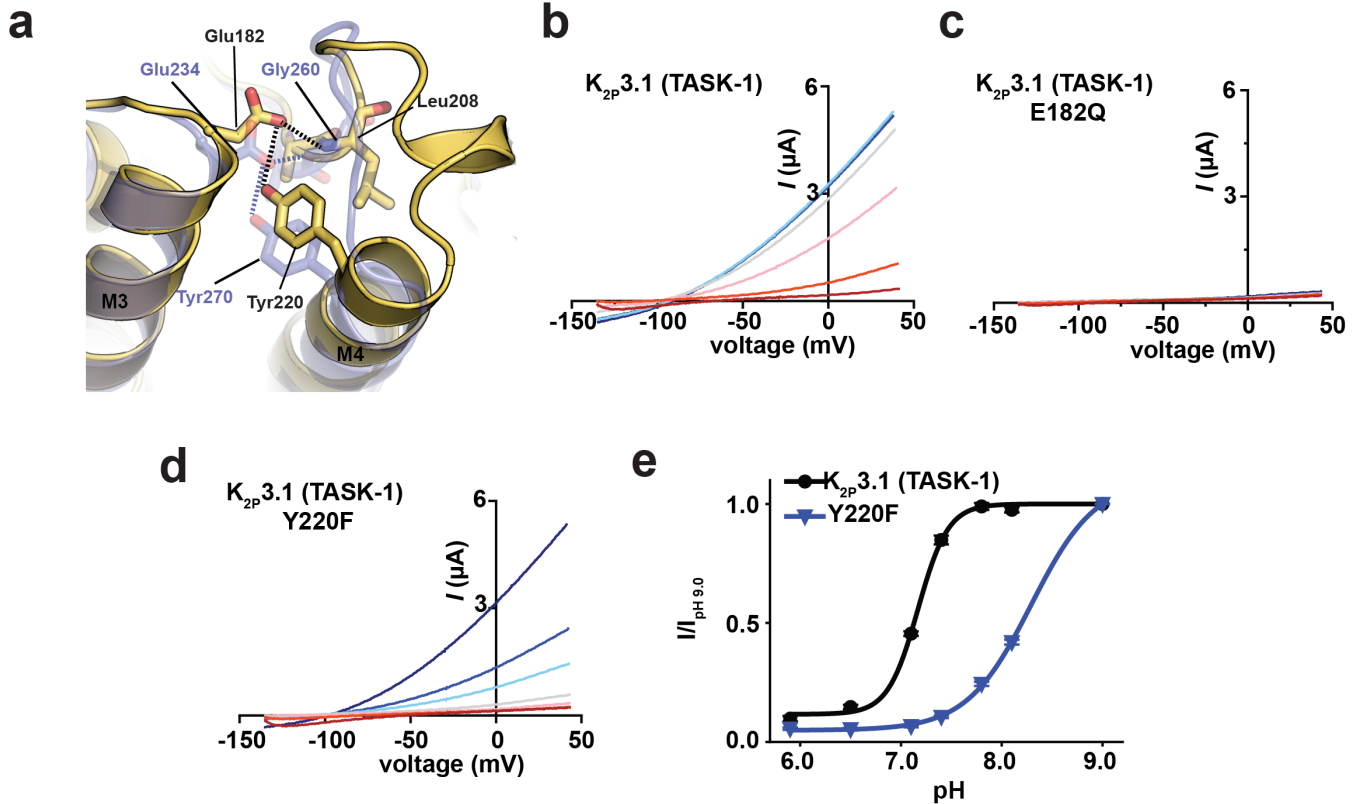 a
Glu182
Glu234
Gly260
Leu208
Tyr270
Tyr220
M3
M4
b
K2P3.1 (TASK-1)
6
3
I (µA)
-150
-100
-50
0
50
voltage (mV)
c
K2P3.1 (TASK-1)
E182Q
6
3
I (µA)
-150
-100
-50
0
50
voltage (mV)
d
K2P3.1 (TASK-1)
Y220F
6
3
I (µA)
-150
-100
-50
0
50
voltage (mV)
e
K2P3.1 (TASK-1)
Y220F
1.0
0.5
0.0
I/IpH 9.0
6.0
7.0
8.0
9.0
pH